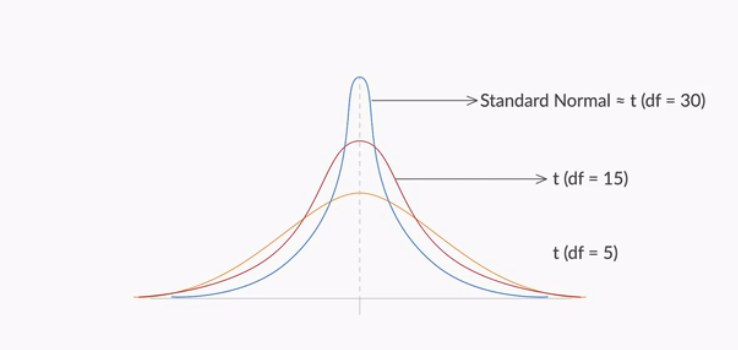 Standard Normal ≈ t (df = 30)
t (df = 15)
t (df = 5)